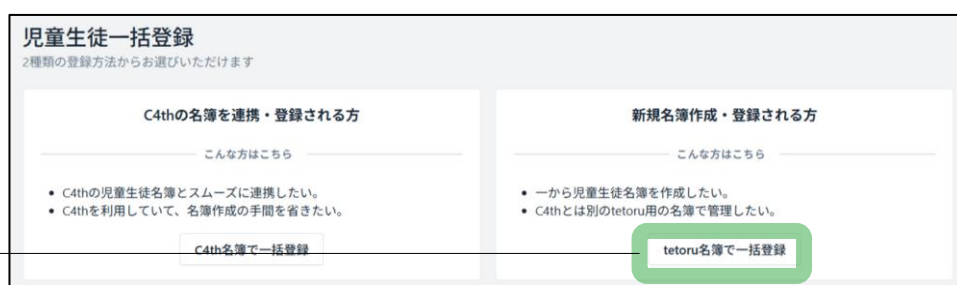 児童生徒一括登録
2種類の登録方法からお選びいただけます
C4thの名簿を連携・登録される方
こんな方はこちら
• C4thの児童生徒名簿とスムーズに連携したい。
• C4thを利用していて、名簿作成の手間を省きたい。
C4th名簿で一括登録
新規名簿作成・登録される方
こんな方はこちら
• 一から児童生徒名簿を作成したい。
• C4thとは別のtetoru用の名簿で管理したい。
tetoru名簿で一括登録